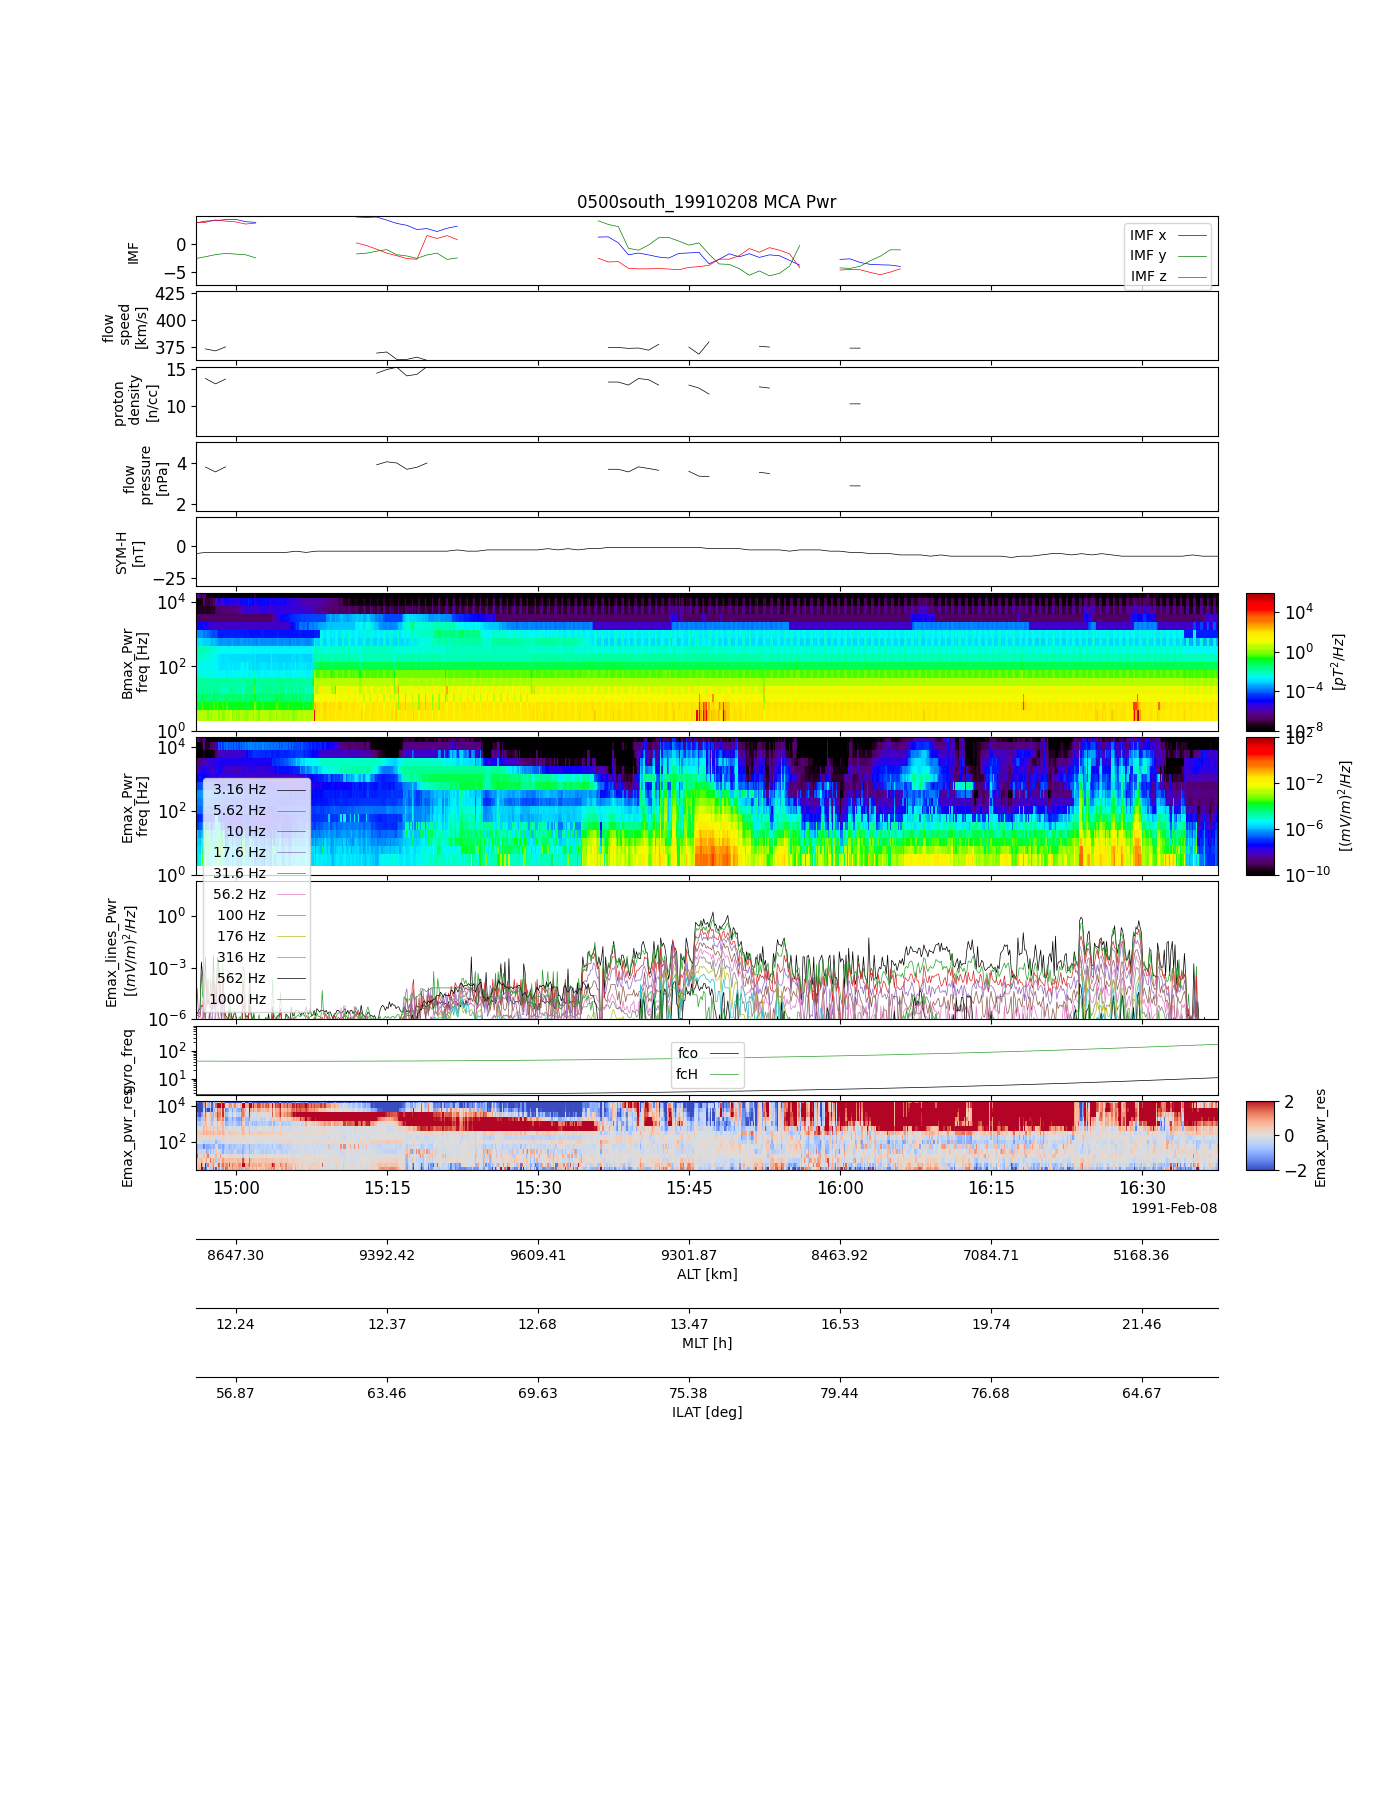 0500south_19910208 MCA Pwr
IMF
0
−5
IMF x
IMF y
IMF z
flow
speed
[km/s]
425
400
375
proton
density
[n/cc]
15
10
flow
pressure
[nPa]
4
2
SYM-H
[nT]
0
−25
Bmax_Pwr
freq [Hz]
10^4
10^2
10^0
10^4
10^0
10^−4
10^−8
[pT^2/Hz]
Emax_Pwr
freq [Hz]
10^4
10^2
10^0
10^2
10^−2
10^−6
10^−10
[(mV/m)^2/Hz]
3.16 Hz
5.62 Hz
10 Hz
17.6 Hz
31.6 Hz
56.2 Hz
100 Hz
176 Hz
316 Hz
562 Hz
1000 Hz
Emax_lines_Pwr
[(mV/m)^2/Hz]
10^0
10^−3
10^−6
gyro_freq
10^2
10^1
fco
fcH
Emax_pwr_res
10^4
10^2
2
0
−2
Emax_pwr_res
15:00 15:15 15:30 15:45 16:00 16:15 16:30
1991-Feb-08
8647.30 9392.42 9609.41 9301.87 8463.92 7084.71 5168.36
ALT [km]
12.24 12.37 12.68 13.47 16.53 19.74 21.46
MLT [h]
56.87 63.46 69.63 75.38 79.44 76.68 64.67
ILAT [deg]